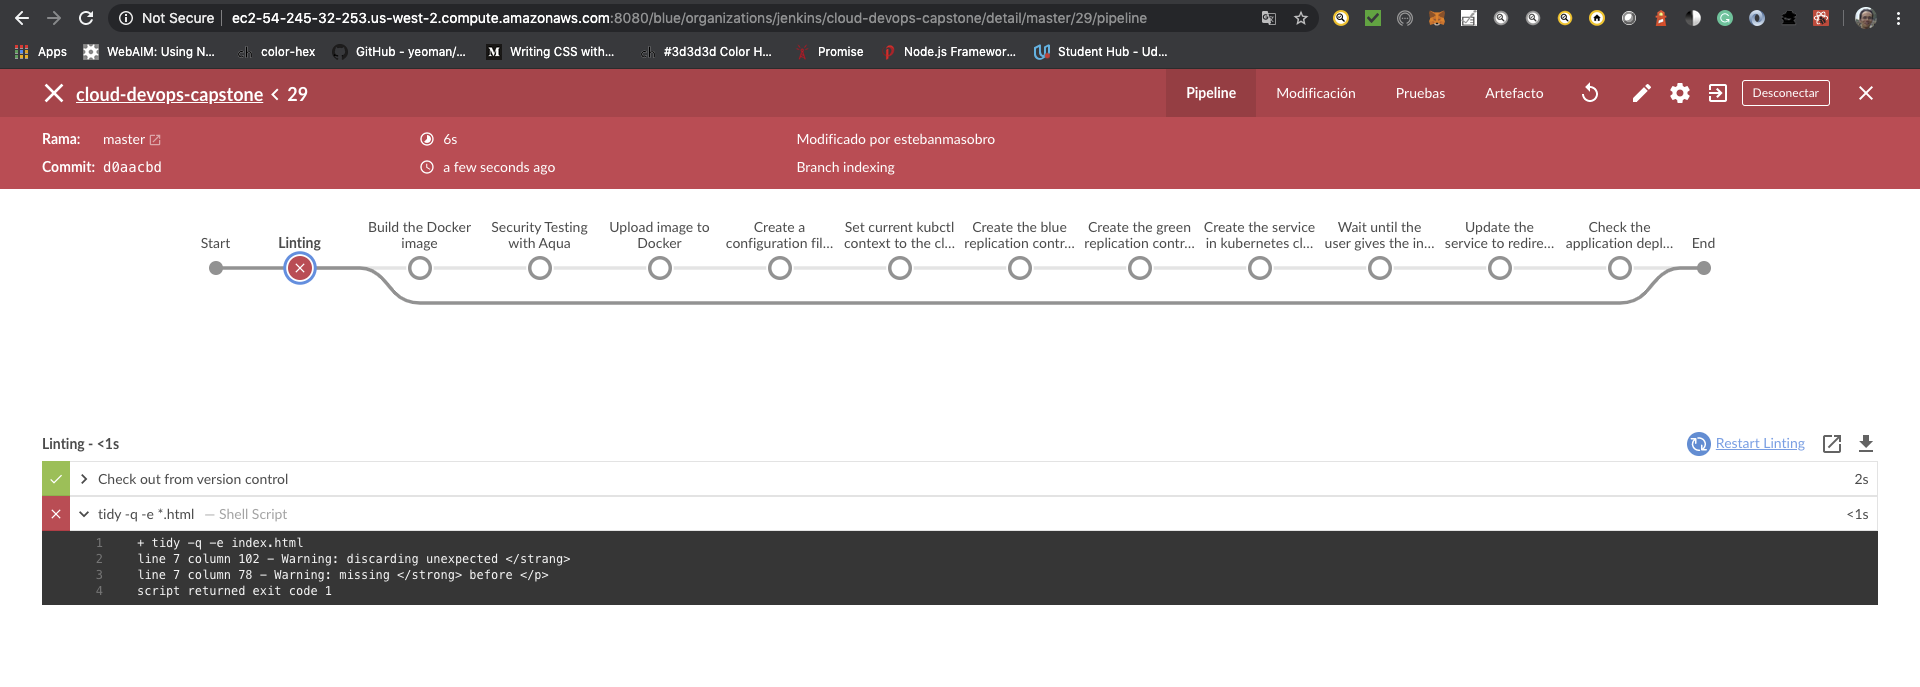 Not Secure ec2-54-245-32-253.us-west-2.compute.amazonaws.com:8080/blue/organizations/jenkins/cloud-devops-capstone/detail/master/29/pipeline
Apps WebAIM: Using N... color-hex GitHub - yeoman/... Writing CSS with... #3d3d3d Color H... Promise Node.js Framewor... Student Hub - Ud...
cloud-devops-capstone < 29 Pipeline Modificación Pruebas Artefacto Desconectar
Rama: master 6s Modificado por estebanmasobro
Commit: d0aacbd a few seconds ago Branch indexing
Start
Linting
Build the Docker
image
Security Testing
with Aqua
Upload image to
Docker
Create a
configuration fil...
Set current kubctl
context to the cl...
Create the blue
replication contr...
Create the green
replication contr...
Create the service
in kubernetes cl...
Wait until the
user gives the in...
Update the
service to redire...
Check the
application depl...
End
Linting - <1s Restart Linting
Check out from version control 2s
tidy -q -e *.html — Shell Script <1s
1 + tidy -q -e index.html
2 line 7 column 102 - Warning: discarding unexpected </strang>
3 line 7 column 78 - Warning: missing </strong> before </p>
4 script returned exit code 1